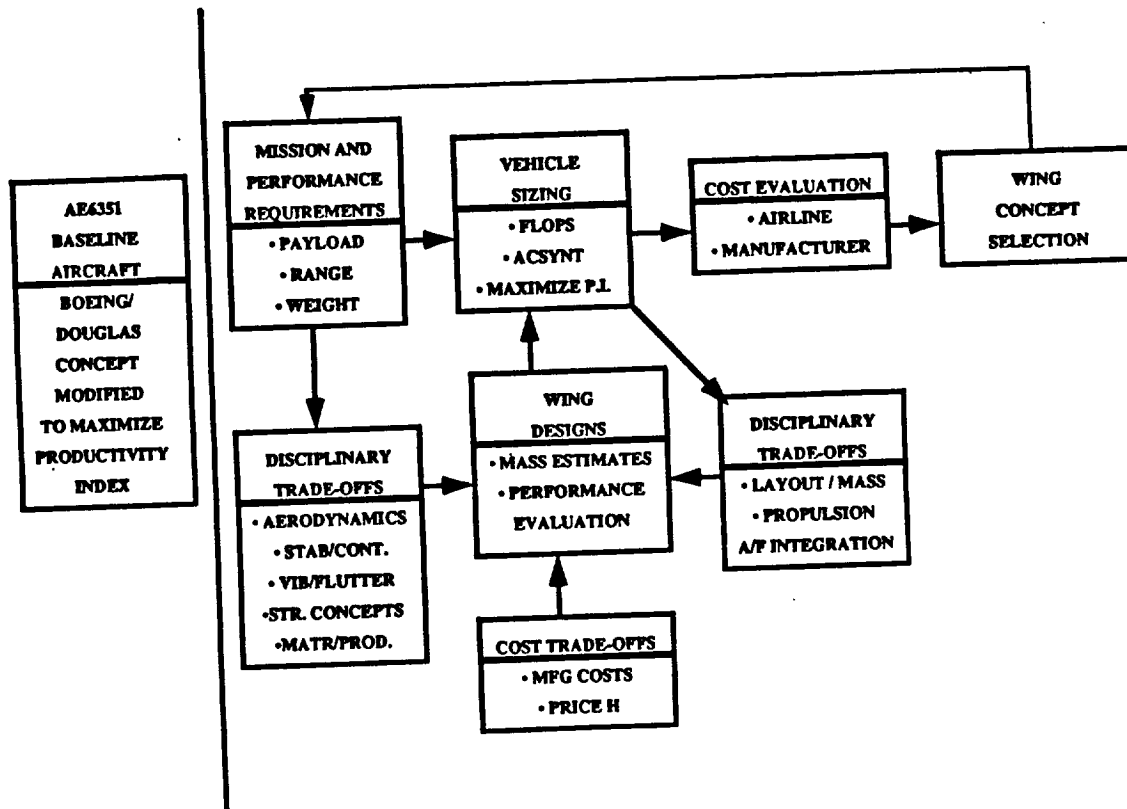 AE6351
BASELINE
AIRCRAFT
BOEING/
DOUGLAS
CONCEPT
MODIFIED
TO MAXIMIZE
PRODUCTIVITY
INDEX
MISSION AND
PERFORMANCE
REQUIREMENTS
• PAYLOAD
• RANGE
• WEIGHT
VEHICLE
SIZING
• FLOPS
• ACSYNT
• MAXIMIZE P.I.
COST EVALUATION
• AIRLINE
• MANUFACTURER
WING
CONCEPT
SELECTION
DISCIPLINARY
TRADE-OFFS
• AERODYNAMICS
• STAB/CONT.
• VIB/FLUTTER
•STR. CONCEPTS
•MATR/PROD.
WING
DESIGNS
• MASS ESTIMATES
• PERFORMANCE
EVALUATION
DISCIPLINARY
TRADE-OFFS
• LAYOUT / MASS
• PROPULSION
A/F INTEGRATION
COST TRADE-OFFS
• MFG COSTS
• PRICE H